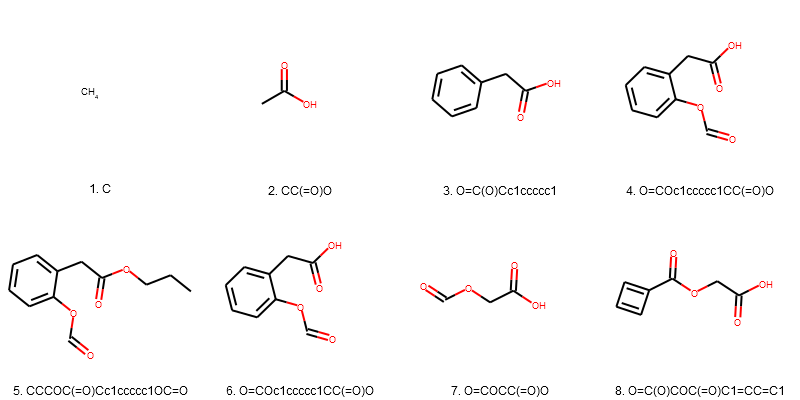 CH4
O
OH
OH
O
OH
O
O
O
1. C
2. CC(=O)O
3. O=C(O)Cc1ccccc1
4. O=COc1ccccc1CC(=O)O
O
O
O
O
OH
O
O
O
O
O
O
OH
O
O
OH
O
5. CCCOC(=O)Cc1ccccc1OC=O
6. O=COc1ccccc1CC(=O)O
7. O=COCC(=O)O
8. O=C(O)COC(=O)C1=CC=C1